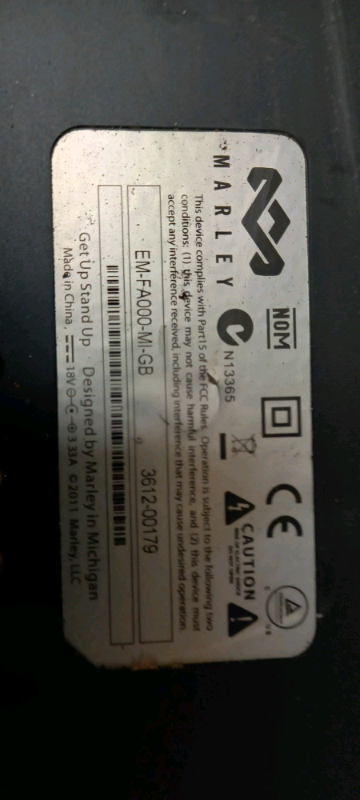 MARLEY
NOM
N13365
CE
CAUTION
This device complies with Part15 of the FCC Rules. Operation is subject to the following two
conditions: (1) this device may not cause harmful interference, and (2) this device must
accept any interference received, including interference that may cause undesired operation.
EM-FA000-MI-GB
3612-00179
Get Up Stand Up Designed by Marley in Michigan
Made in China. 18V 3.33A © 2011 Marley, LLC